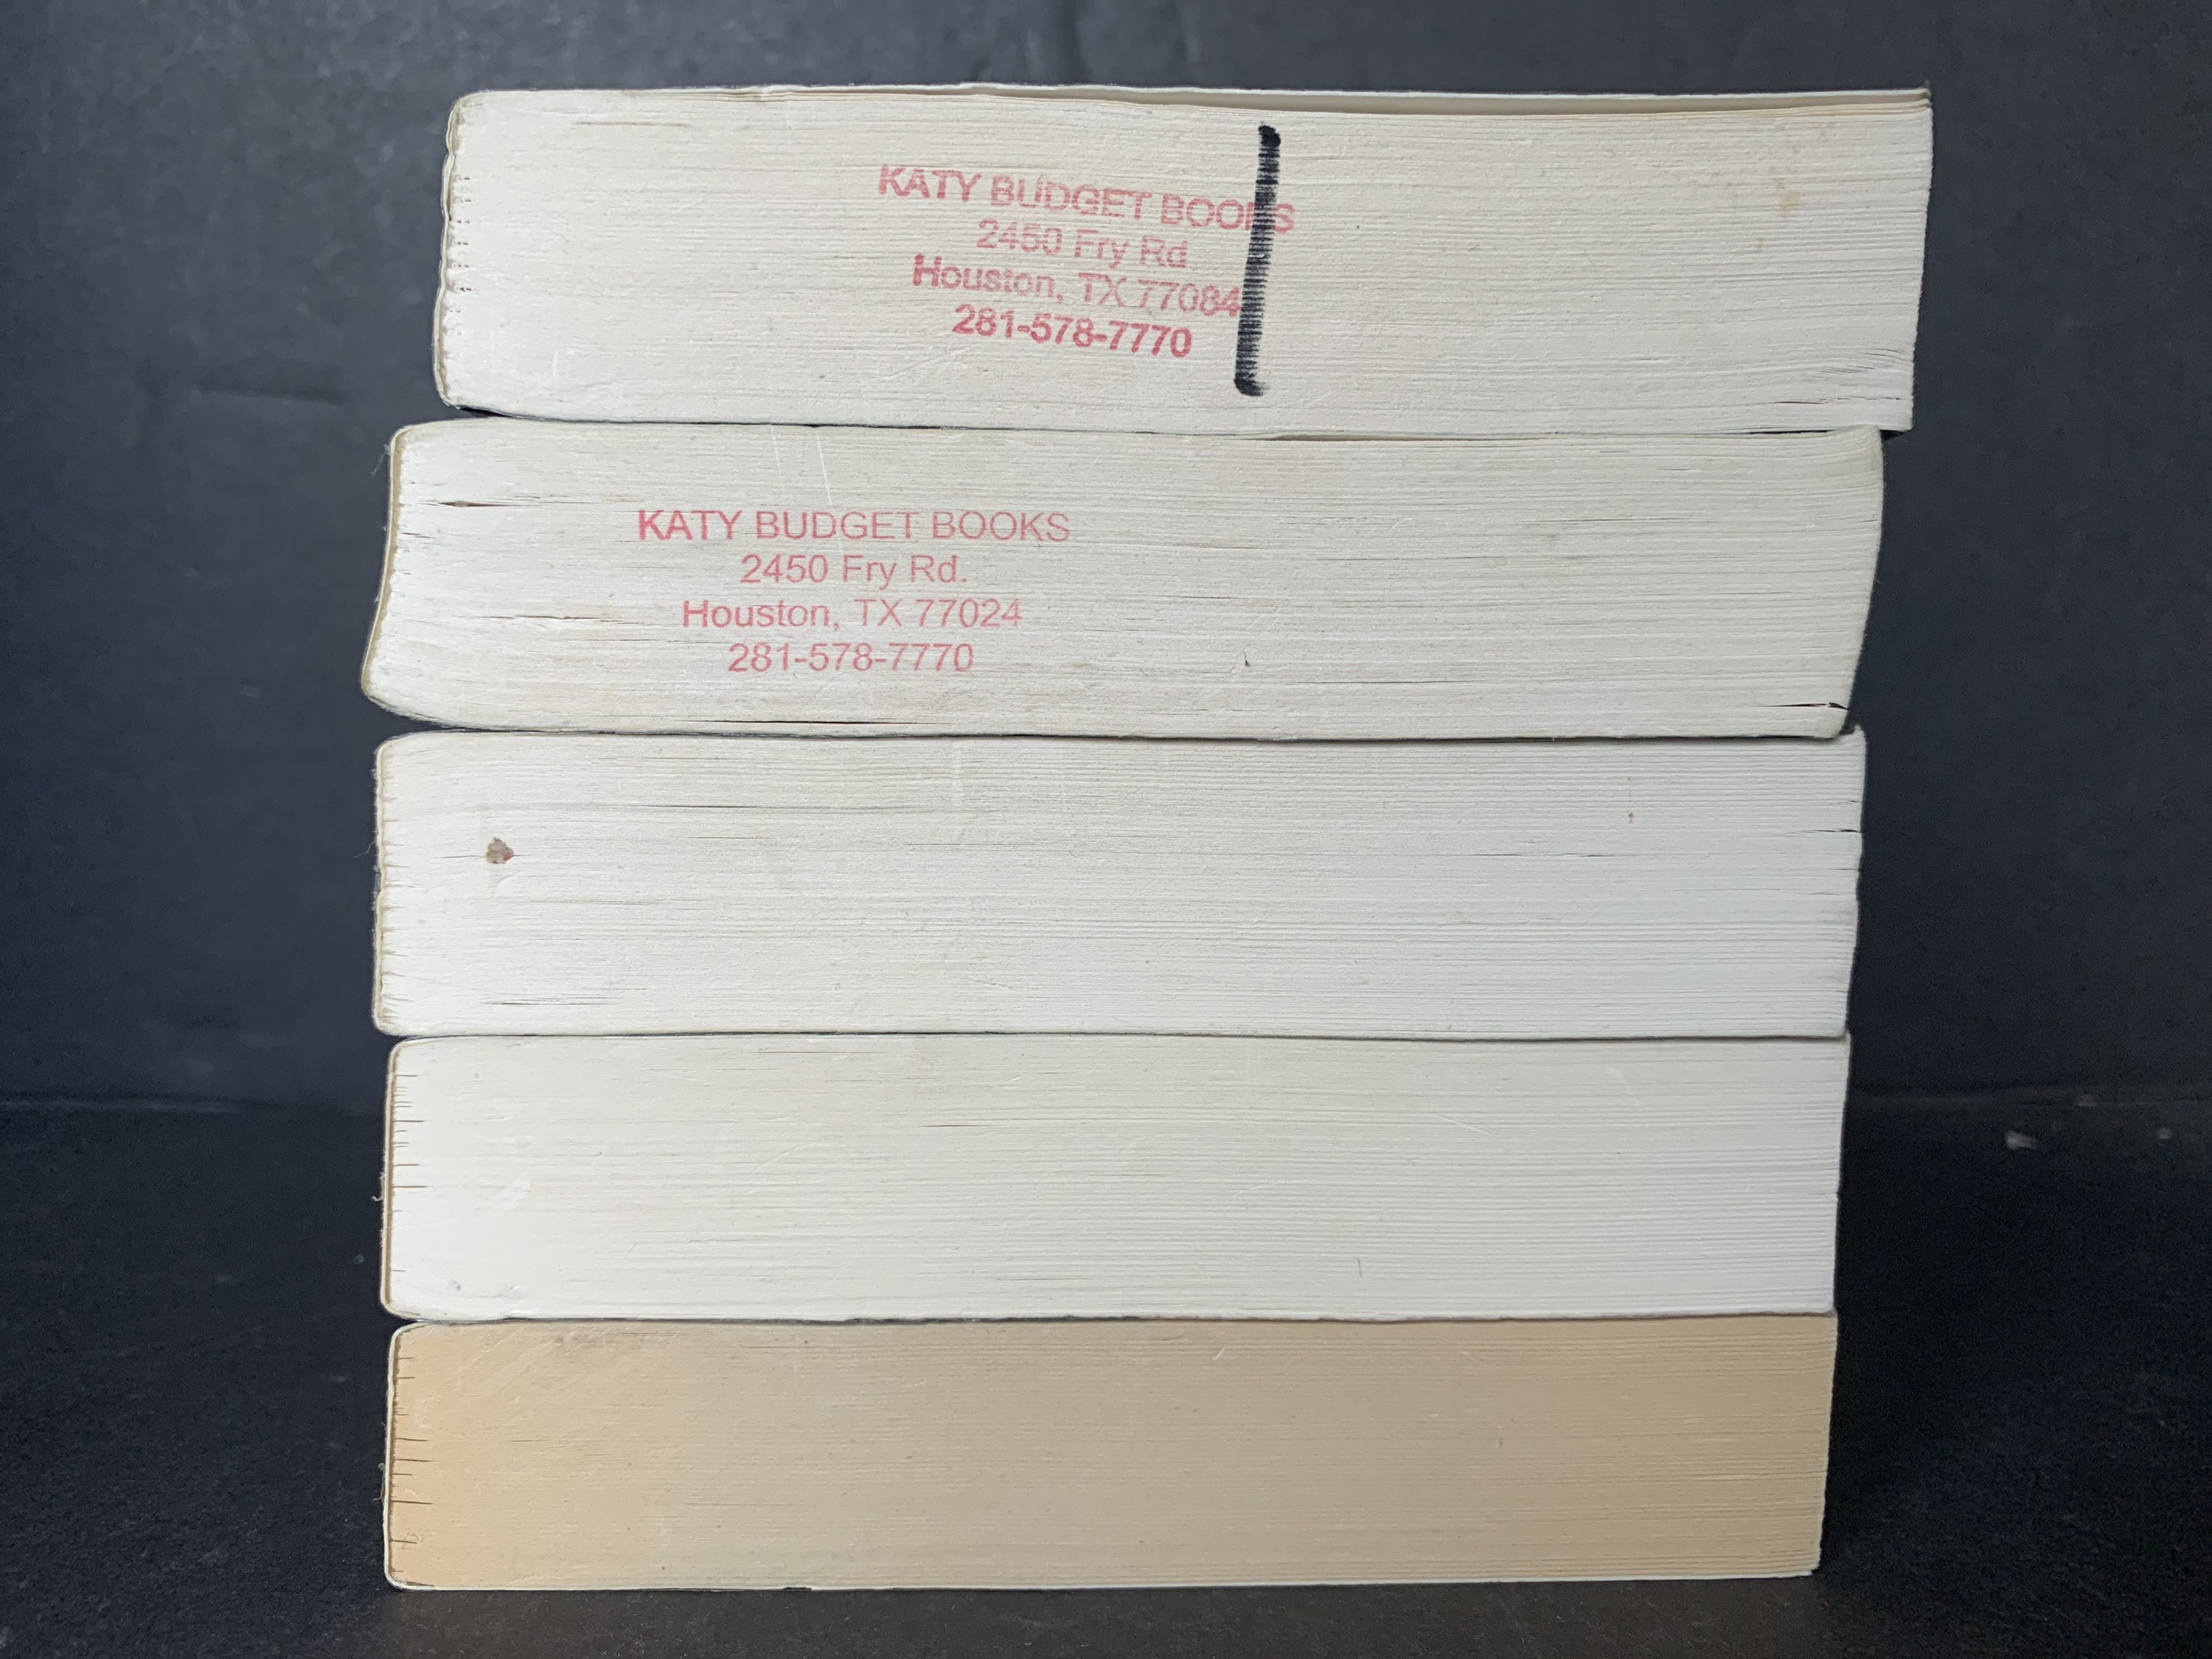 KATY BUDGET BOOKS
2450 Fry Rd
Houston, TX 77084
281-578-7770
KATY BUDGET BOOKS
2450 Fry Rd.
Houston, TX 77024
281-578-7770